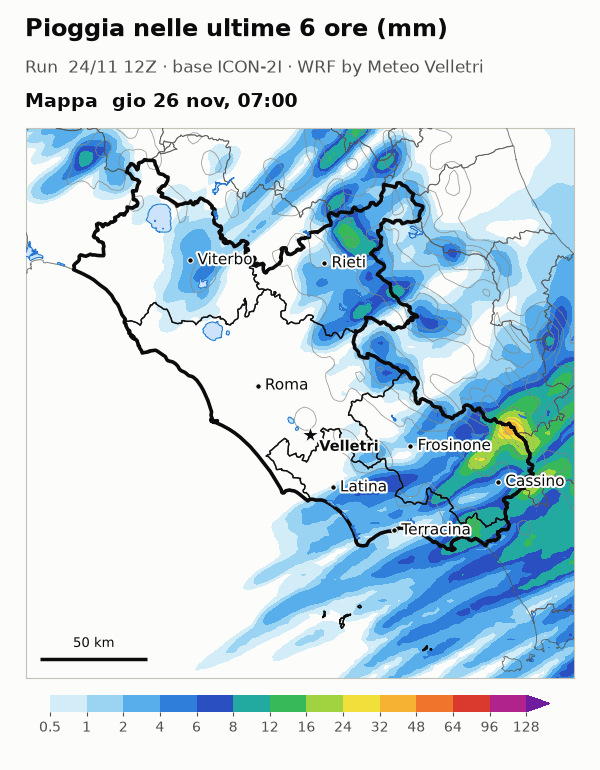 Pioggia nelle ultime 6 ore (mm)
Run  24/11 12Z · base ICON-2I · WRF by Meteo Velletri
Mappa  gio 26 nov, 07:00
Viterbo
Rieti
Roma
Velletri
Frosinone
Latina
Cassino
Terracina
50 km
0.5 1 2 4 6 8 12 16 24 32 48 64 96 128